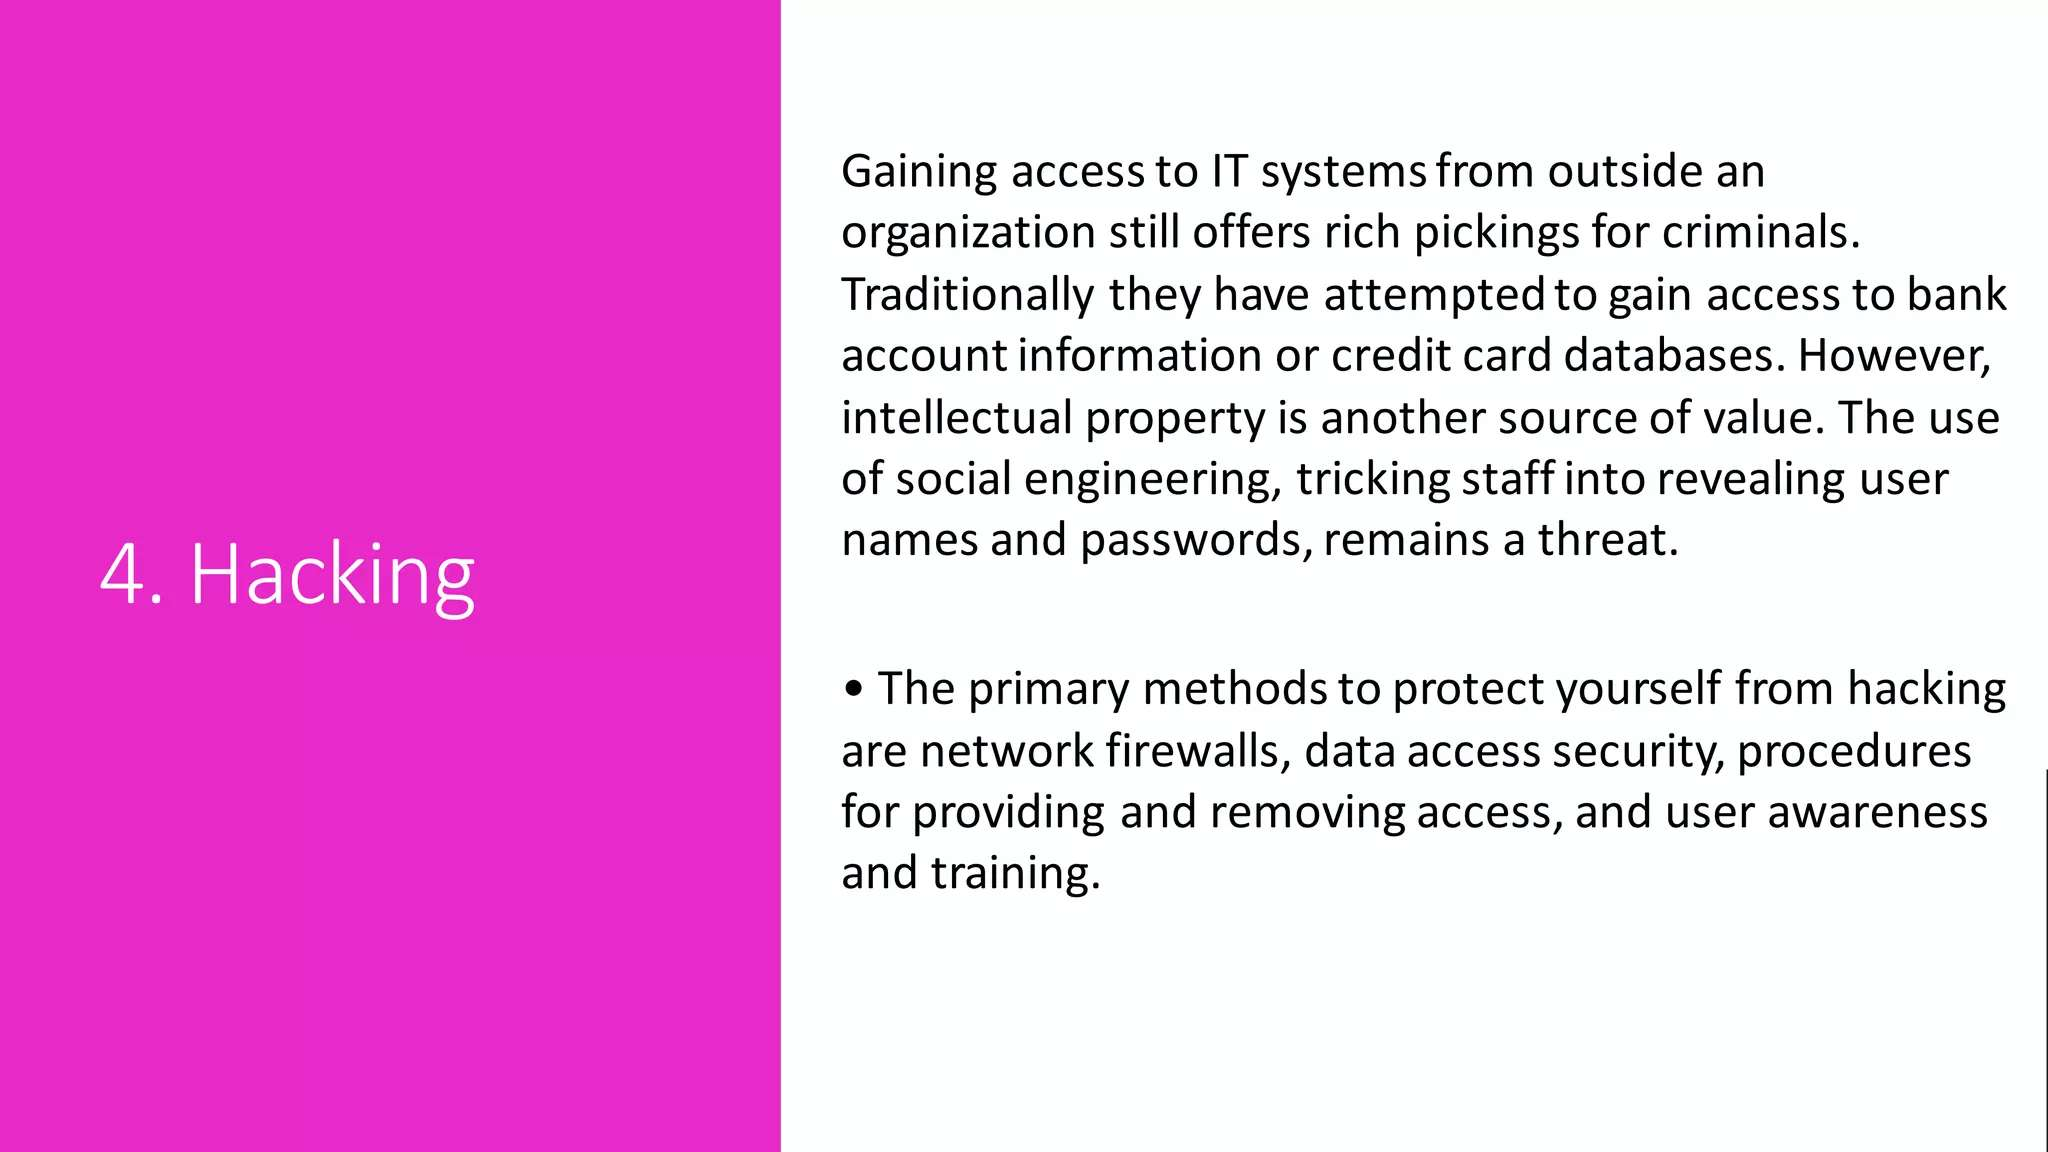 4. Hacking
Gaining access to IT systems from outside an
organization still offers rich pickings for criminals.
Traditionally they have attempted to gain access to bank
account information or credit card databases. However,
intellectual property is another source of value. The use
of social engineering, tricking staff into revealing user
names and passwords, remains a threat.
• The primary methods to protect yourself from hacking
are network firewalls, data access security, procedures
for providing and removing access, and user awareness
and training.